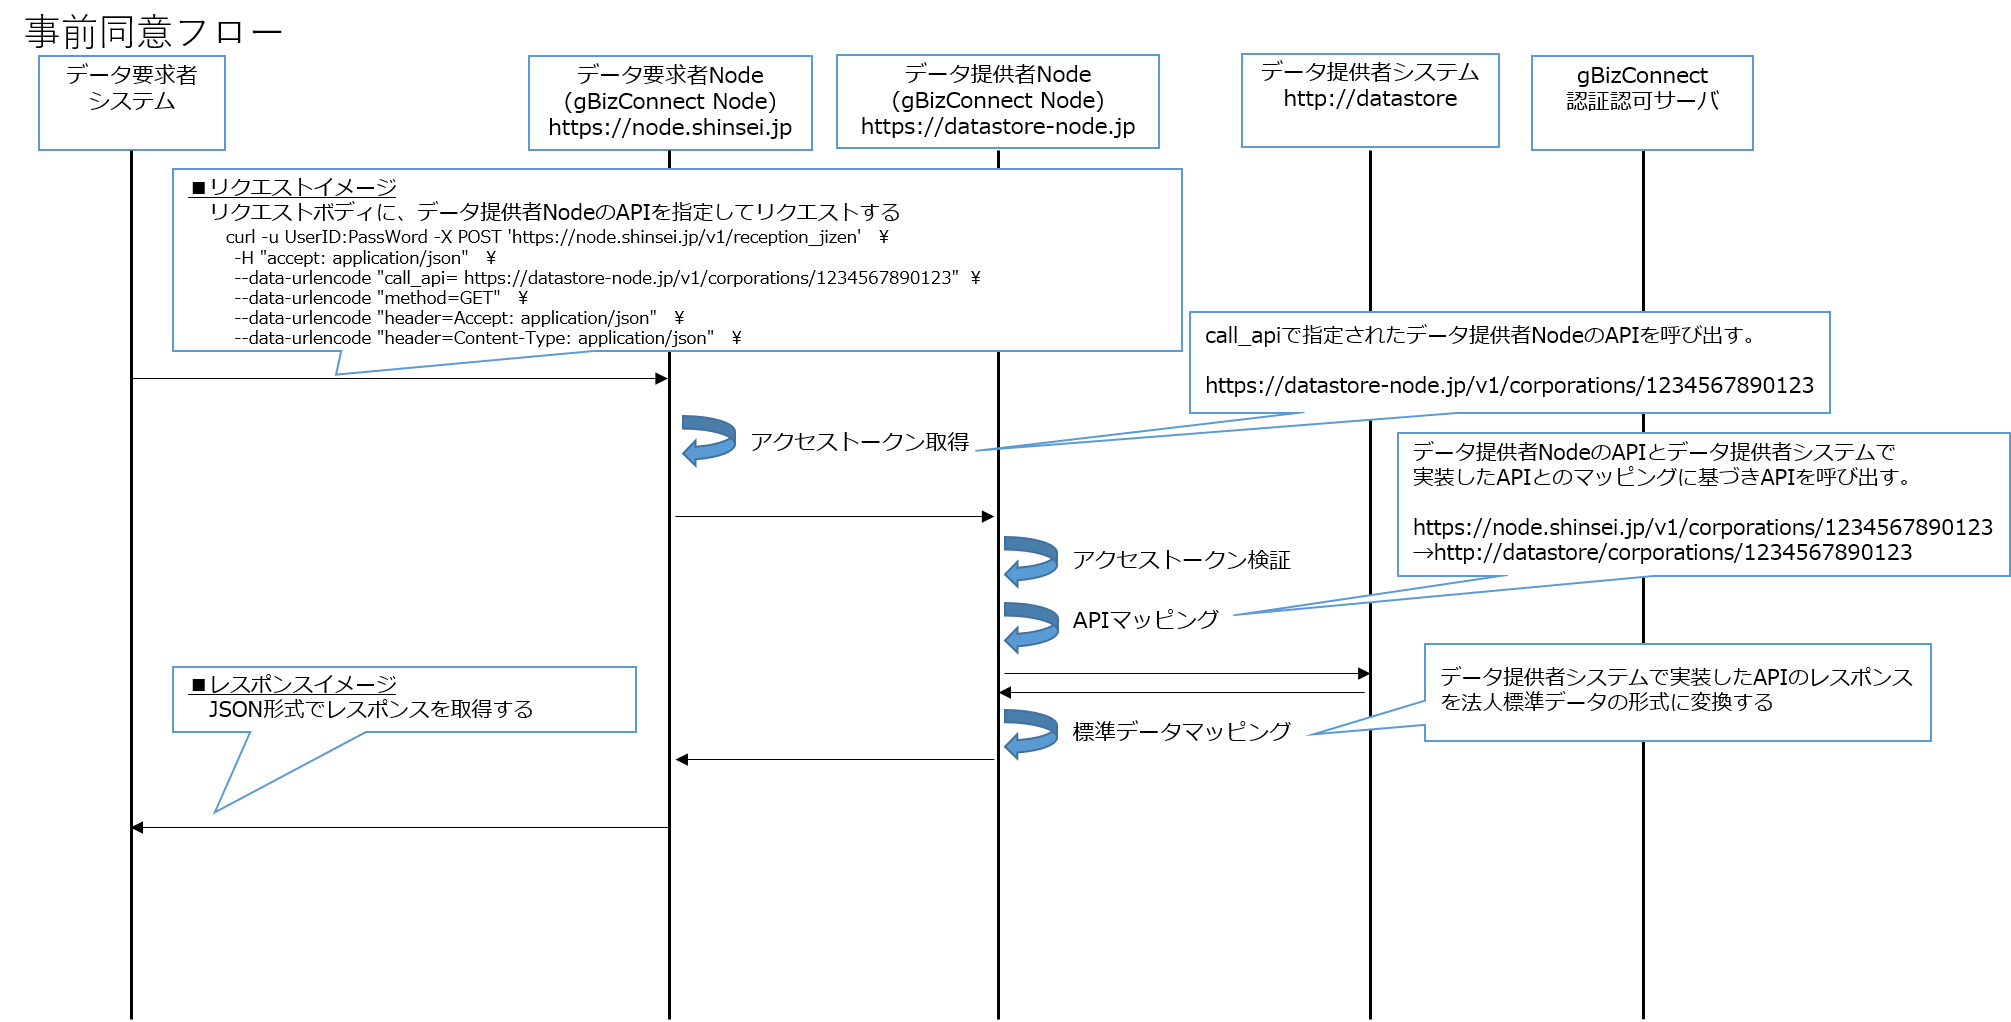 事前同意フロー
データ要求者
システム
データ要求者Node
(gBizConnect Node)
https://node.shinsei.jp
データ提供者Node
(gBizConnect Node)
https://datastore-node.jp
データ提供者システム
http://datastore
gBizConnect
認証認可サーバ
■リクエストイメージ
リクエストボディに、データ提供者NodeのAPIを指定してリクエストする
curl -u UserID:PassWord -X POST 'https://node.shinsei.jp/v1/reception_jizen' ¥
-H "accept: application/json" ¥
--data-urlencode "call_api= https://datastore-node.jp/v1/corporations/1234567890123" ¥
--data-urlencode "method=GET" ¥
--data-urlencode "header=Accept: application/json" ¥
--data-urlencode "header=Content-Type: application/json" ¥
call_apiで指定されたデータ提供者NodeのAPIを呼び出す。
https://datastore-node.jp/v1/corporations/1234567890123
アクセストークン取得
データ提供者NodeのAPIとデータ提供者システムで
実装したAPIとのマッピングに基づきAPIを呼び出す。
https://node.shinsei.jp/v1/corporations/1234567890123
→http://datastore/corporations/1234567890123
アクセストークン検証
APIマッピング
データ提供者システムで実装したAPIのレスポンス
を法人標準データの形式に変換する
■レスポンスイメージ
JSON形式でレスポンスを取得する
標準データマッピング